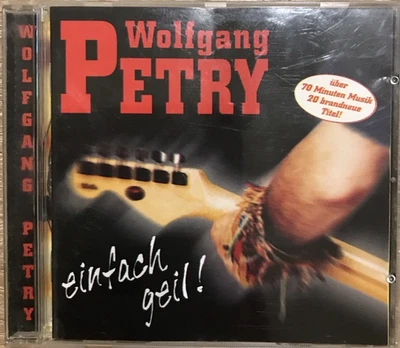 WOLFGANG PETRY
Wolfgang
PETRY
über
70 Minuten Musik
20 brandneue
Titel!
einfach
geil!